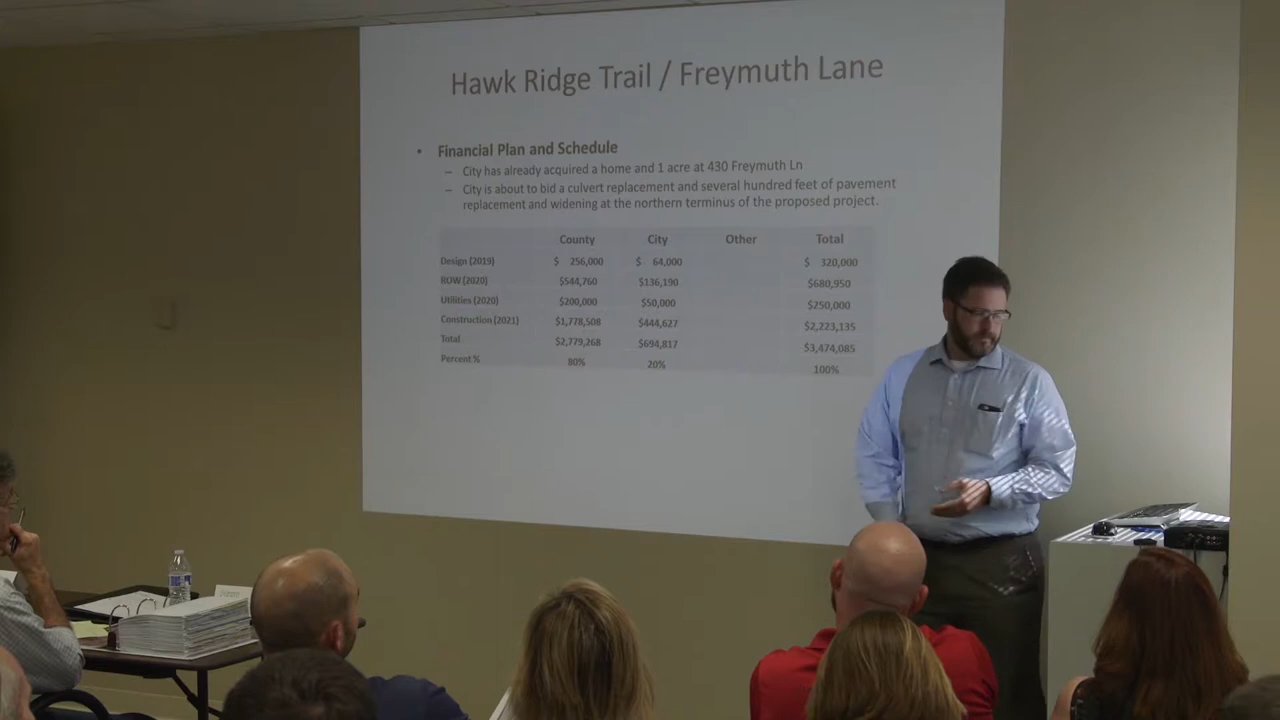 Hawk Ridge Trail / Freymuth Lane
• Financial Plan and Schedule
– City has already acquired a home and 1 acre at 430 Freymuth Ln
– City is about to bid a culvert replacement and several hundred feet of pavement
replacement and widening at the northern terminus of the proposed project.
County City Other Total
Design (2019) $ 256,000 $ 64,000 $ 320,000
ROW (2020) $544,760 $136,190 $680,950
Utilities (2020) $200,000 $50,000 $250,000
Construction (2021) $1,778,508 $444,627 $2,223,135
Total $2,779,268 $694,817 $3,474,085
Percent % 80% 20% 100%